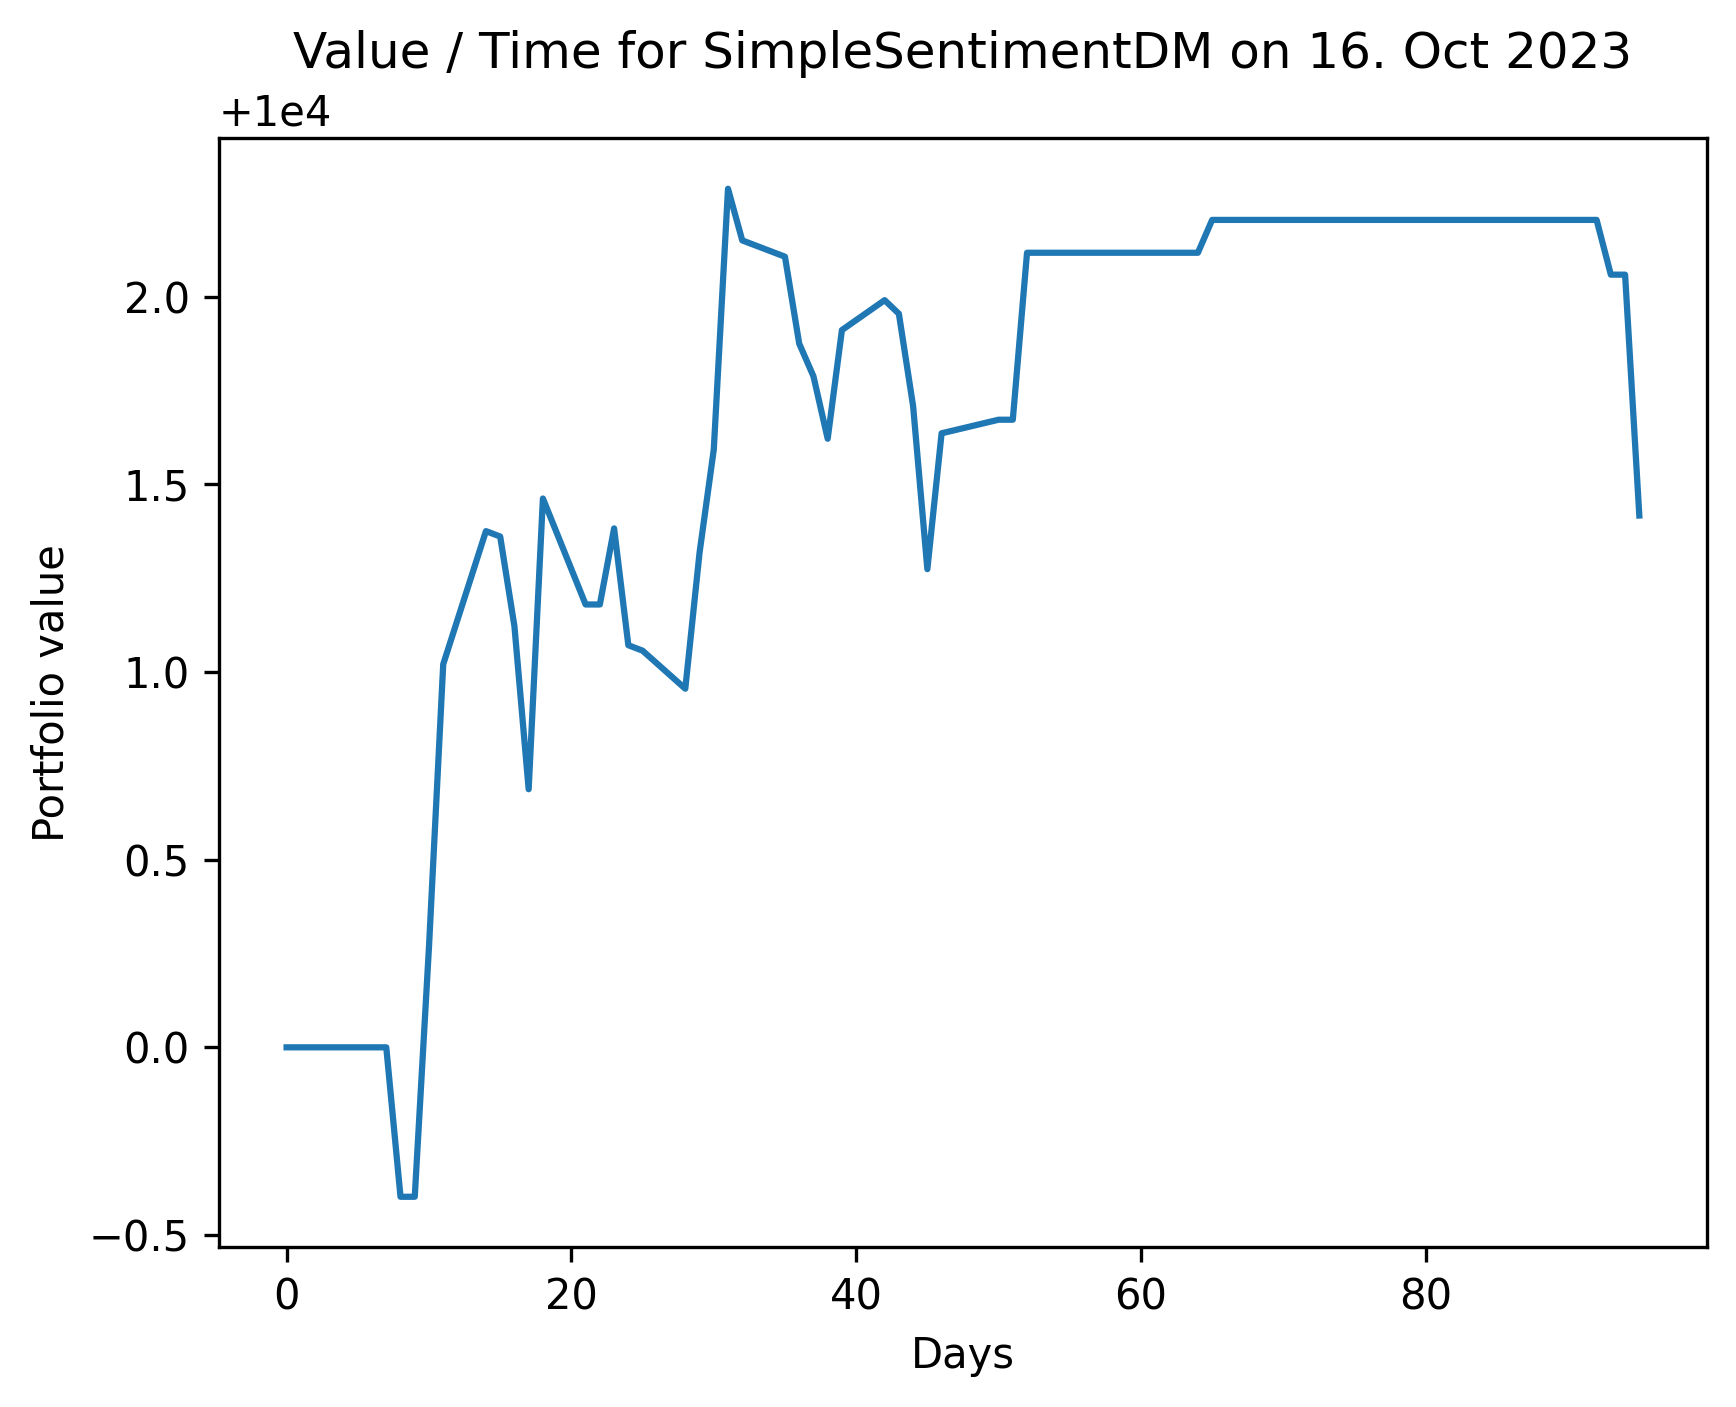 Value / Time for SimpleSentimentDM on 16. Oct 2023
+1e4
2.0
1.5
1.0
0.5
0.0
−0.5
Portfolio value
0 20 40 60 80
Days